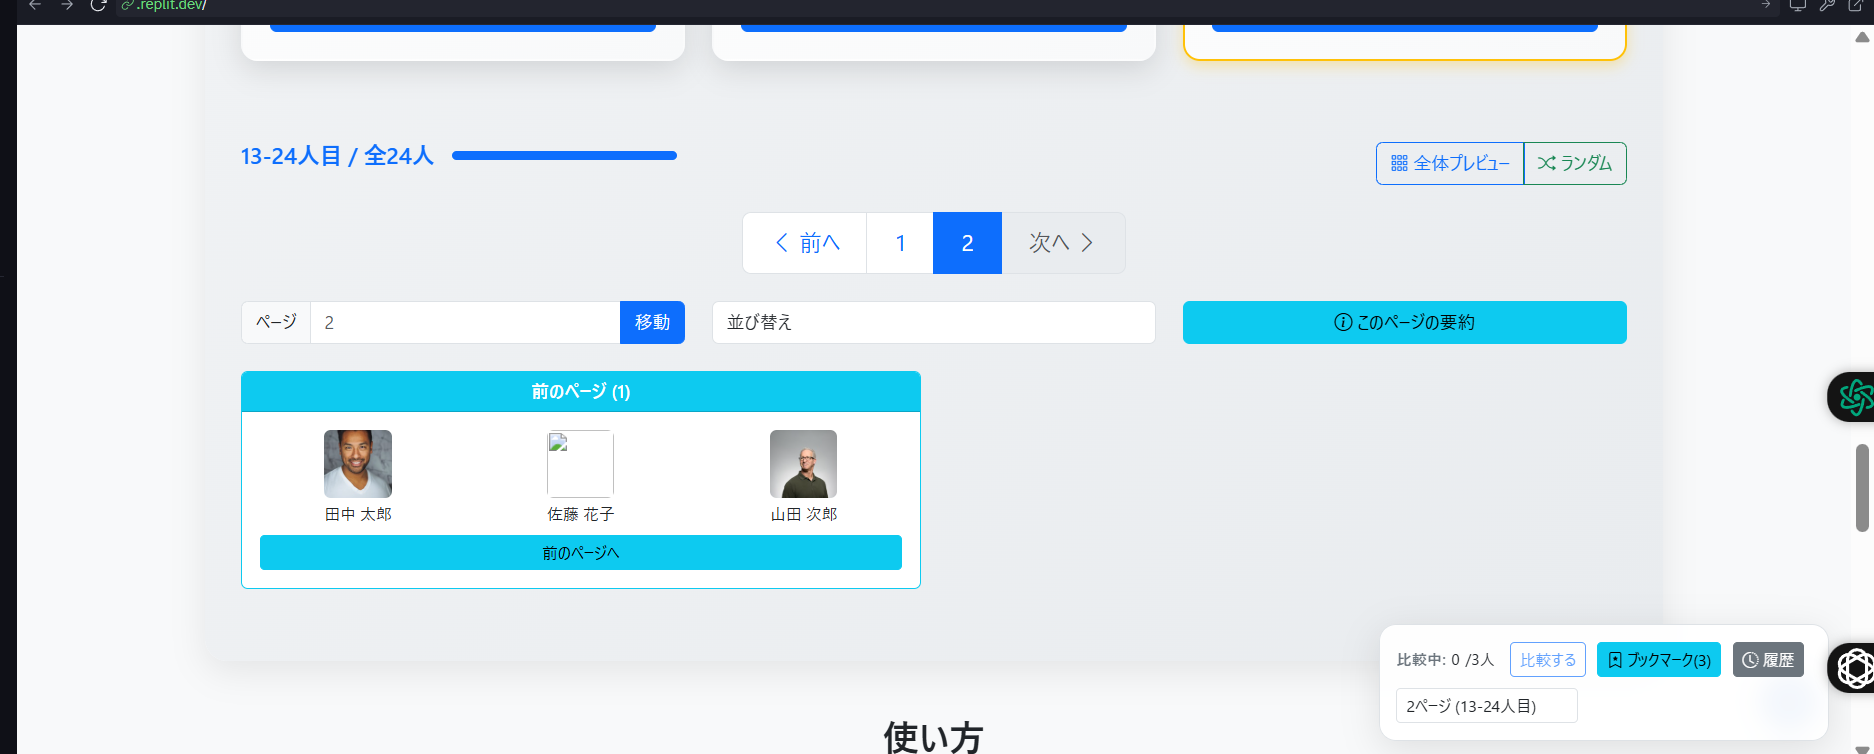 .replit.dev/
13-24人目 / 全24人
全体プレビュー
ランダム
前へ
1
2
次へ
ページ
2
移動
並び替え
このページの要約
前のページ (1)
田中 太郎
佐藤 花子
山田 次郎
前のページへ
比較中: 0 /3人
比較する
ブックマーク(3)
履歴
2ページ (13-24人目)
使い方